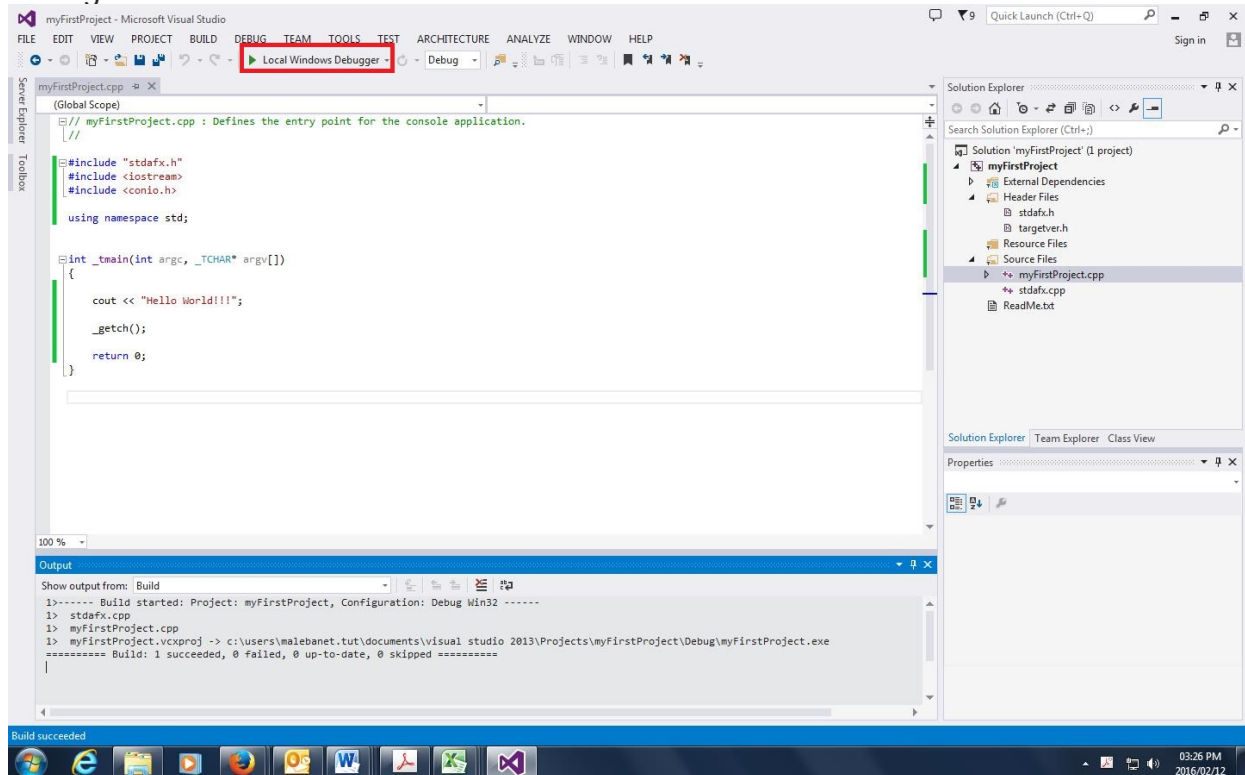 myFirstProject - Microsoft Visual Studio
9
Quick Launch (Ctrl+Q)
FILE EDIT VIEW PROJECT BUILD DEBUG TEAM TOOLS TEST ARCHITECTURE ANALYZE WINDOW HELP
Sign in
Local Windows Debugger
Debug
Server Explorer
Toolbox
myFirstProject.cpp
(Global Scope)
// myFirstProject.cpp : Defines the entry point for the console application.
//
#include "stdafx.h"
#include <iostream>
#include <conio.h>
using namespace std;
int _tmain(int argc, _TCHAR* argv[])
{
cout << "Hello World!!!";
_getch();
return 0;
}
100 %
Solution Explorer
Search Solution Explorer (Ctrl+;)
Solution 'myFirstProject' (1 project)
myFirstProject
External Dependencies
Header Files
stdafx.h
targetver.h
Resource Files
Source Files
myFirstProject.cpp
stdafx.cpp
ReadMe.txt
Solution Explorer Team Explorer Class View
Properties
Output
Show output from: Build
1>------ Build started: Project: myFirstProject, Configuration: Debug Win32 ------
1> stdafx.cpp
1> myFirstProject.cpp
1> myFirstProject.vcxproj -> c:\users\malebanet.tut\documents\visual studio 2013\Projects\myFirstProject\Debug\myFirstProject.exe
========== Build: 1 succeeded, 0 failed, 0 up-to-date, 0 skipped ==========
Build succeeded
03:26 PM
2016/02/12